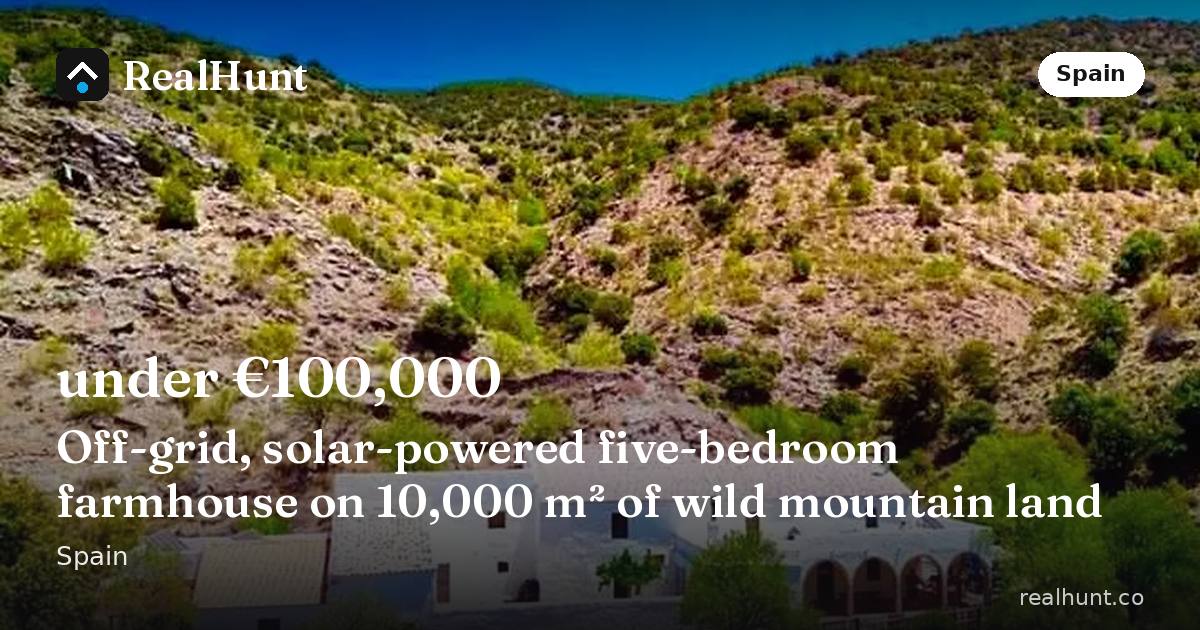 RealHunt
Spain
under €100,000
Off-grid, solar-powered five-bedroom
farmhouse on 10,000 m² of wild mountain land
Spain
realhunt.co